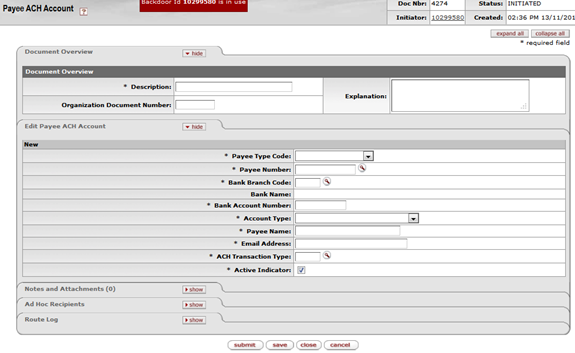 Payee ACH Account ?
Backdoor Id 10299580 is in use
Doc Nbr: 4274 Status: INITIATED
Initiator: 10299580 Created: 02:36 PM 13/11/201
expand all collapse all
* required field
Document Overview hide
Document Overview
* Description: Explanation:
Organization Document Number:
Edit Payee ACH Account hide
New
* Payee Type Code:
* Payee Number:
* Bank Branch Code:
Bank Name:
* Bank Account Number:
* Account Type:
* Payee Name:
* Email Address:
* ACH Transaction Type:
* Active Indicator:
Notes and Attachments (0) show
Ad Hoc Recipients show
Route Log show
submit save close cancel